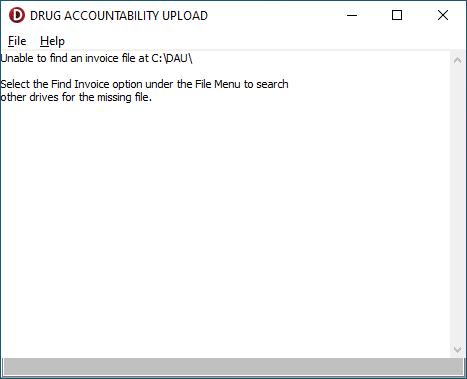 DRUG ACCOUNTABILITY UPLOAD
File Help
Unable to find an invoice file at C:\DAU\
Select the Find Invoice option under the File Menu to search
other drives for the missing file.